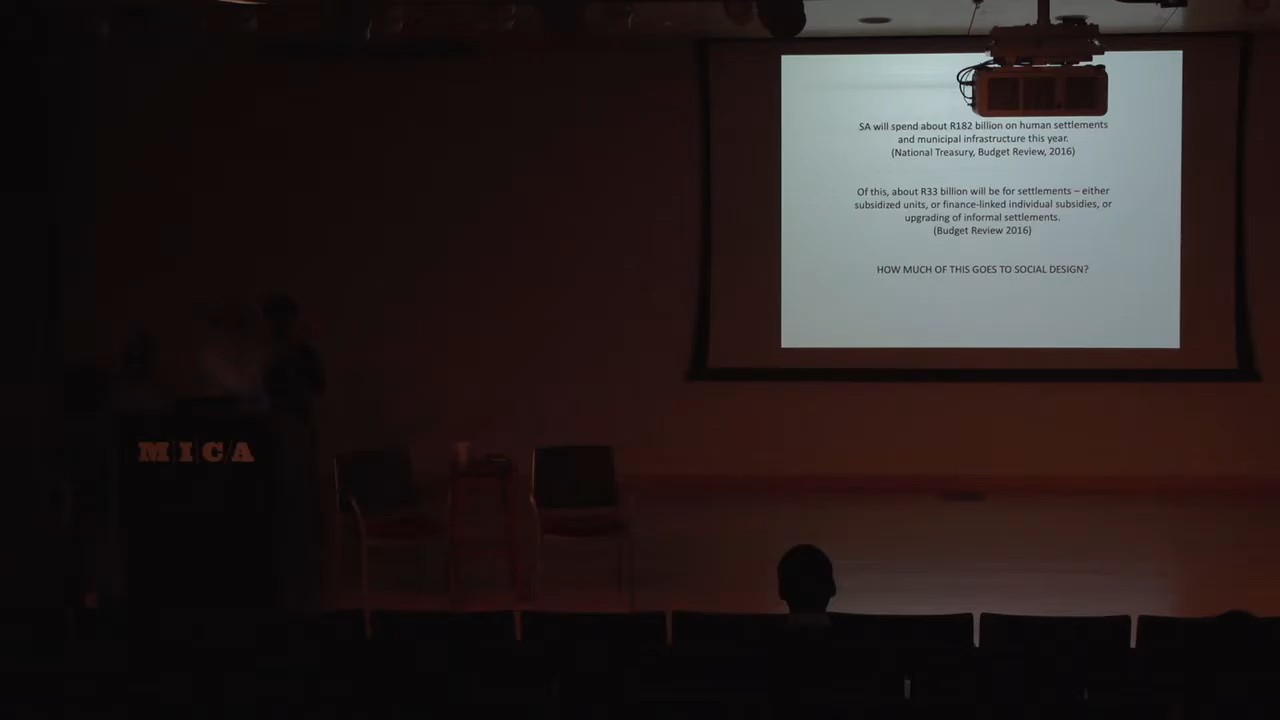 SA will spend about R182 billion on human settlements
and municipal infrastructure this year.
(National Treasury, Budget Review, 2016)
Of this, about R33 billion will be for settlements – either
subsidized units, or finance-linked individual subsidies, or
upgrading of informal settlements.
(Budget Review 2016)
HOW MUCH OF THIS GOES TO SOCIAL DESIGN?
M|I|C|A